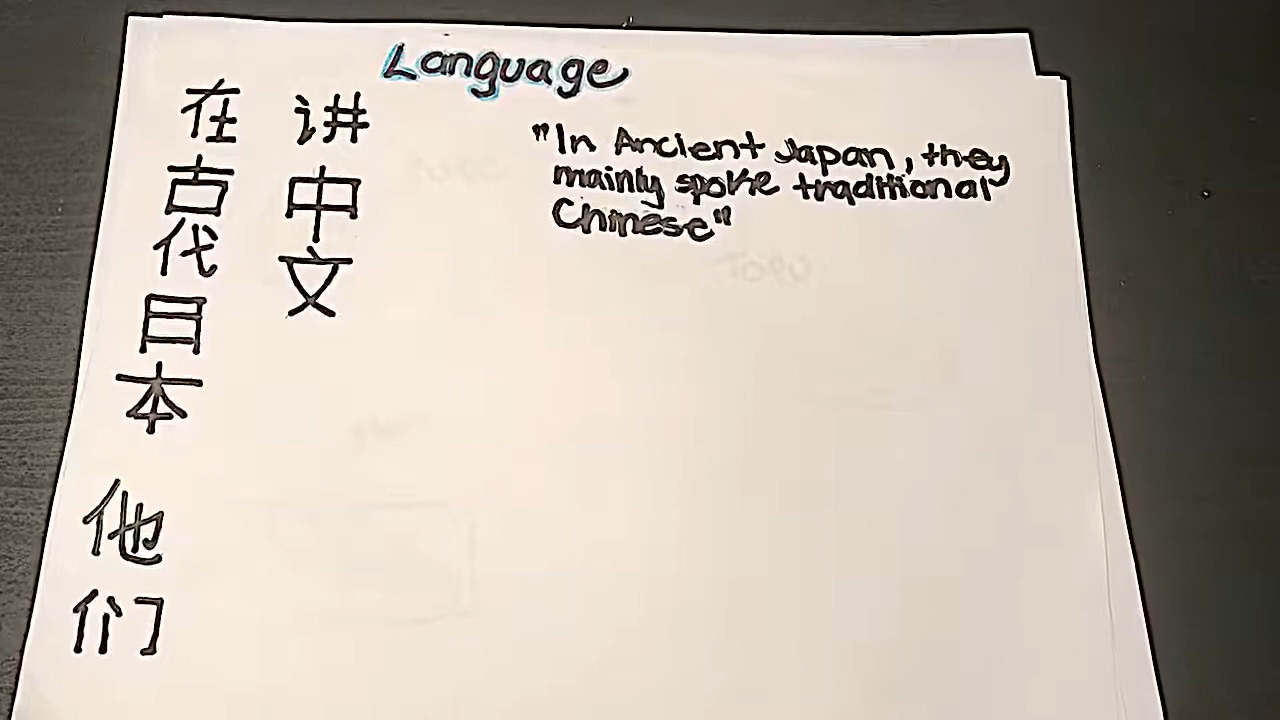 Language
在古代日本他们
讲中文
"In Ancient Japan, they
mainly spoke traditional
Chinese"